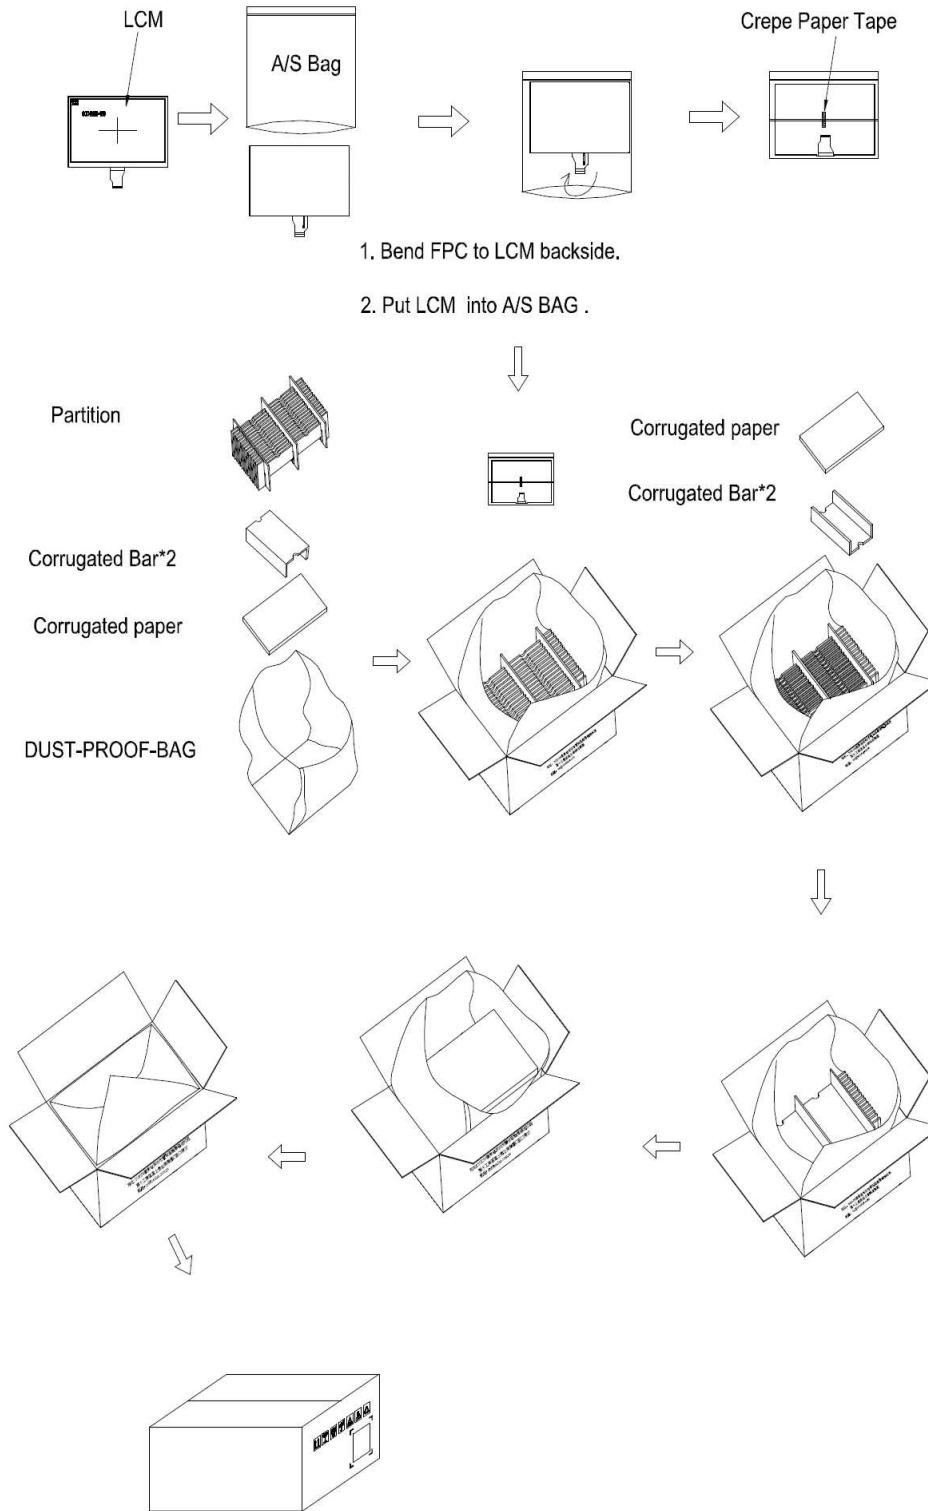 LCM
A/S Bag
Crepe Paper Tape
1. Bend FPC to LCM backside.
2. Put LCM into A/S BAG .
Partition
Corrugated paper
Corrugated Bar*2
Corrugated Bar*2
Corrugated paper
DUST-PROOF-BAG